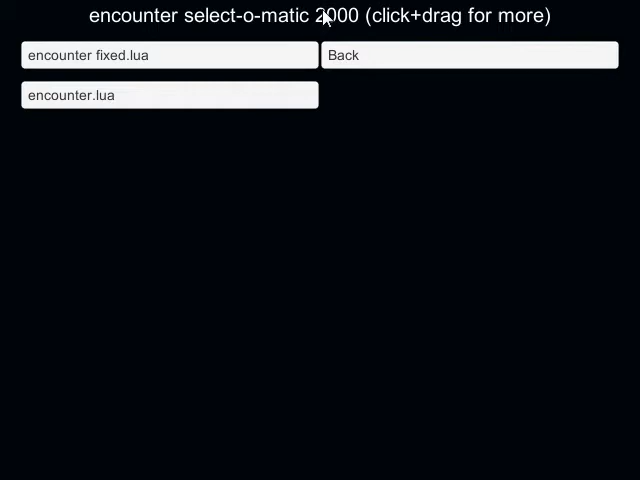 encounter select-o-matic 2000 (click+drag for more)
encounter fixed.lua
Back
encounter.lua